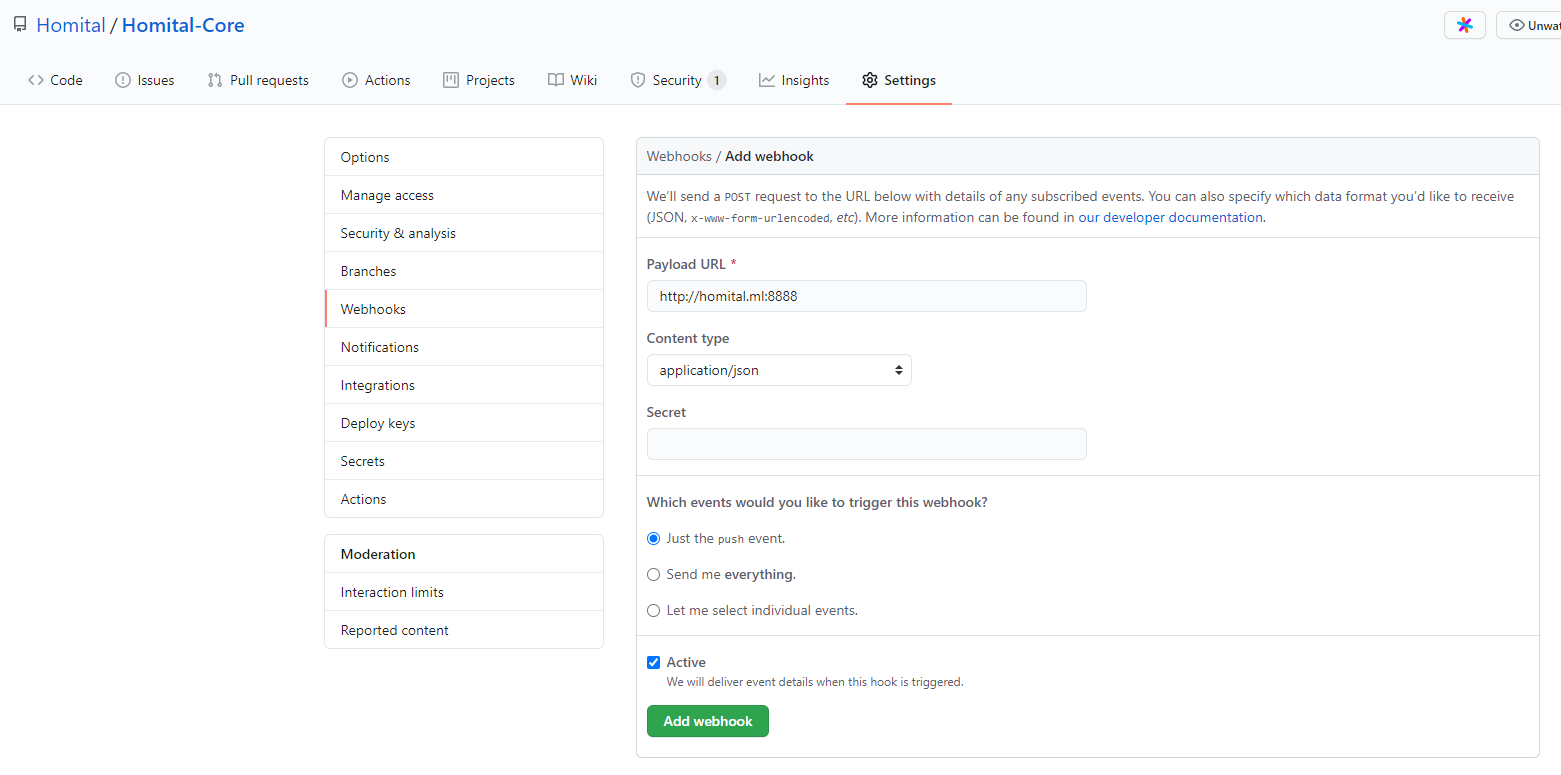 Homital / Homital-Core
Unwat
Code Issues Pull requests Actions Projects Wiki Security 1 Insights Settings
Options
Manage access
Security & analysis
Branches
Webhooks
Notifications
Integrations
Deploy keys
Secrets
Actions
Moderation
Interaction limits
Reported content
Webhooks / Add webhook
We'll send a POST request to the URL below with details of any subscribed events. You can also specify which data format you'd like to receive
(JSON, x-www-form-urlencoded, etc). More information can be found in our developer documentation.
Payload URL *
http://homital.ml:8888
Content type
application/json
Secret
Which events would you like to trigger this webhook?
Just the push event.
Send me everything.
Let me select individual events.
Active
We will deliver event details when this hook is triggered.
Add webhook